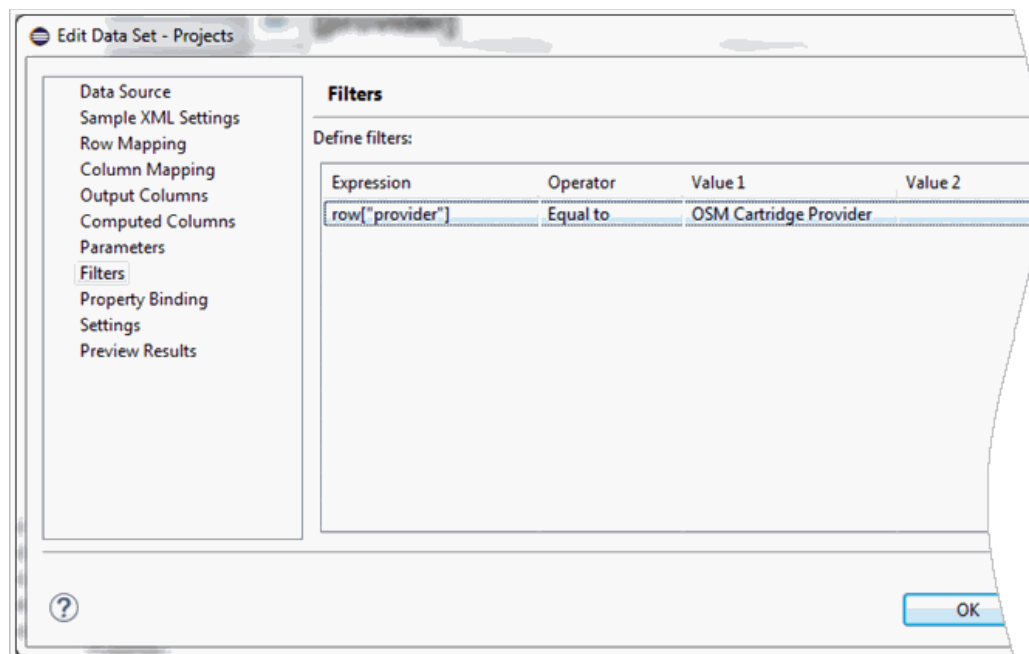 Edit Data Set - Projects
Data Source
Sample XML Settings
Row Mapping
Column Mapping
Output Columns
Computed Columns
Parameters
Filters
Property Binding
Settings
Preview Results
Filters
Define filters:
Expression Operator Value 1 Value 2
row["provider"] Equal to OSM Cartridge Provider
?
OK